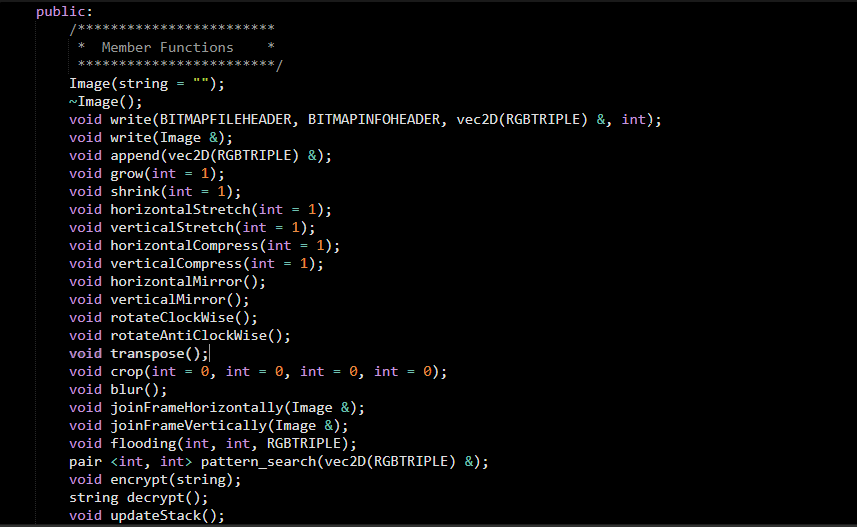 public:
/************************
* Member Functions *
************************/
Image(string = "");
~Image();
void write(BITMAPFILEHEADER, BITMAPINFOHEADER, vec2D(RGBTRIPLE) &, int);
void write(Image &);
void append(vec2D(RGBTRIPLE) &);
void grow(int = 1);
void shrink(int = 1);
void horizontalStretch(int = 1);
void verticalStretch(int = 1);
void horizontalCompress(int = 1);
void verticalCompress(int = 1);
void horizontalMirror();
void verticalMirror();
void rotateClockWise();
void rotateAntiClockWise();
void transpose();
void crop(int = 0, int = 0, int = 0, int = 0);
void blur();
void joinFrameHorizontally(Image &);
void joinFrameVertically(Image &);
void flooding(int, int, RGBTRIPLE);
pair <int, int> pattern_search(vec2D(RGBTRIPLE) &);
void encrypt(string);
string decrypt();
void updateStack();